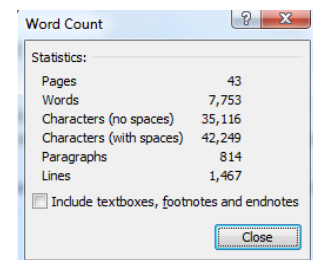 Word Count
Statistics:
Pages 43
Words 7,753
Characters (no spaces) 35,116
Characters (with spaces) 42,249
Paragraphs 814
Lines 1,467
Include textboxes, footnotes and endnotes
Close